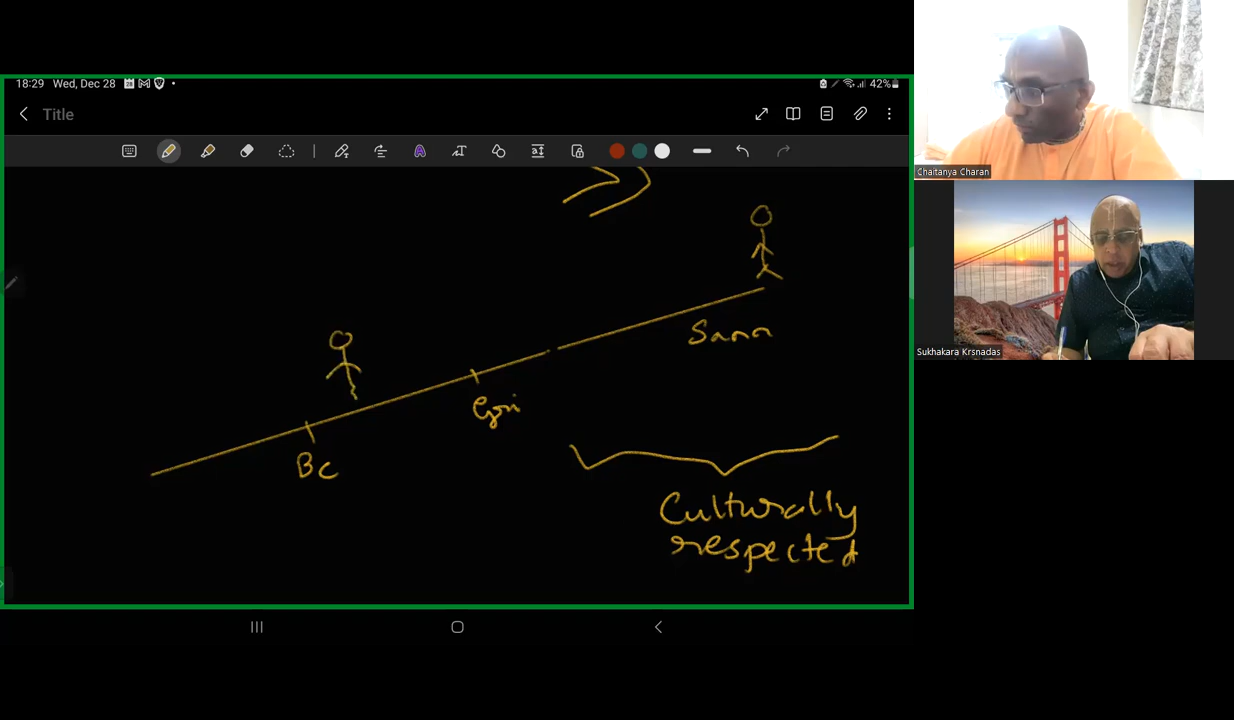 18:29 Wed, Dec 28
42%
Title
Sann
Bc
Culturally
respected
Chaitanya Charan
Sukhakara Krsnadas